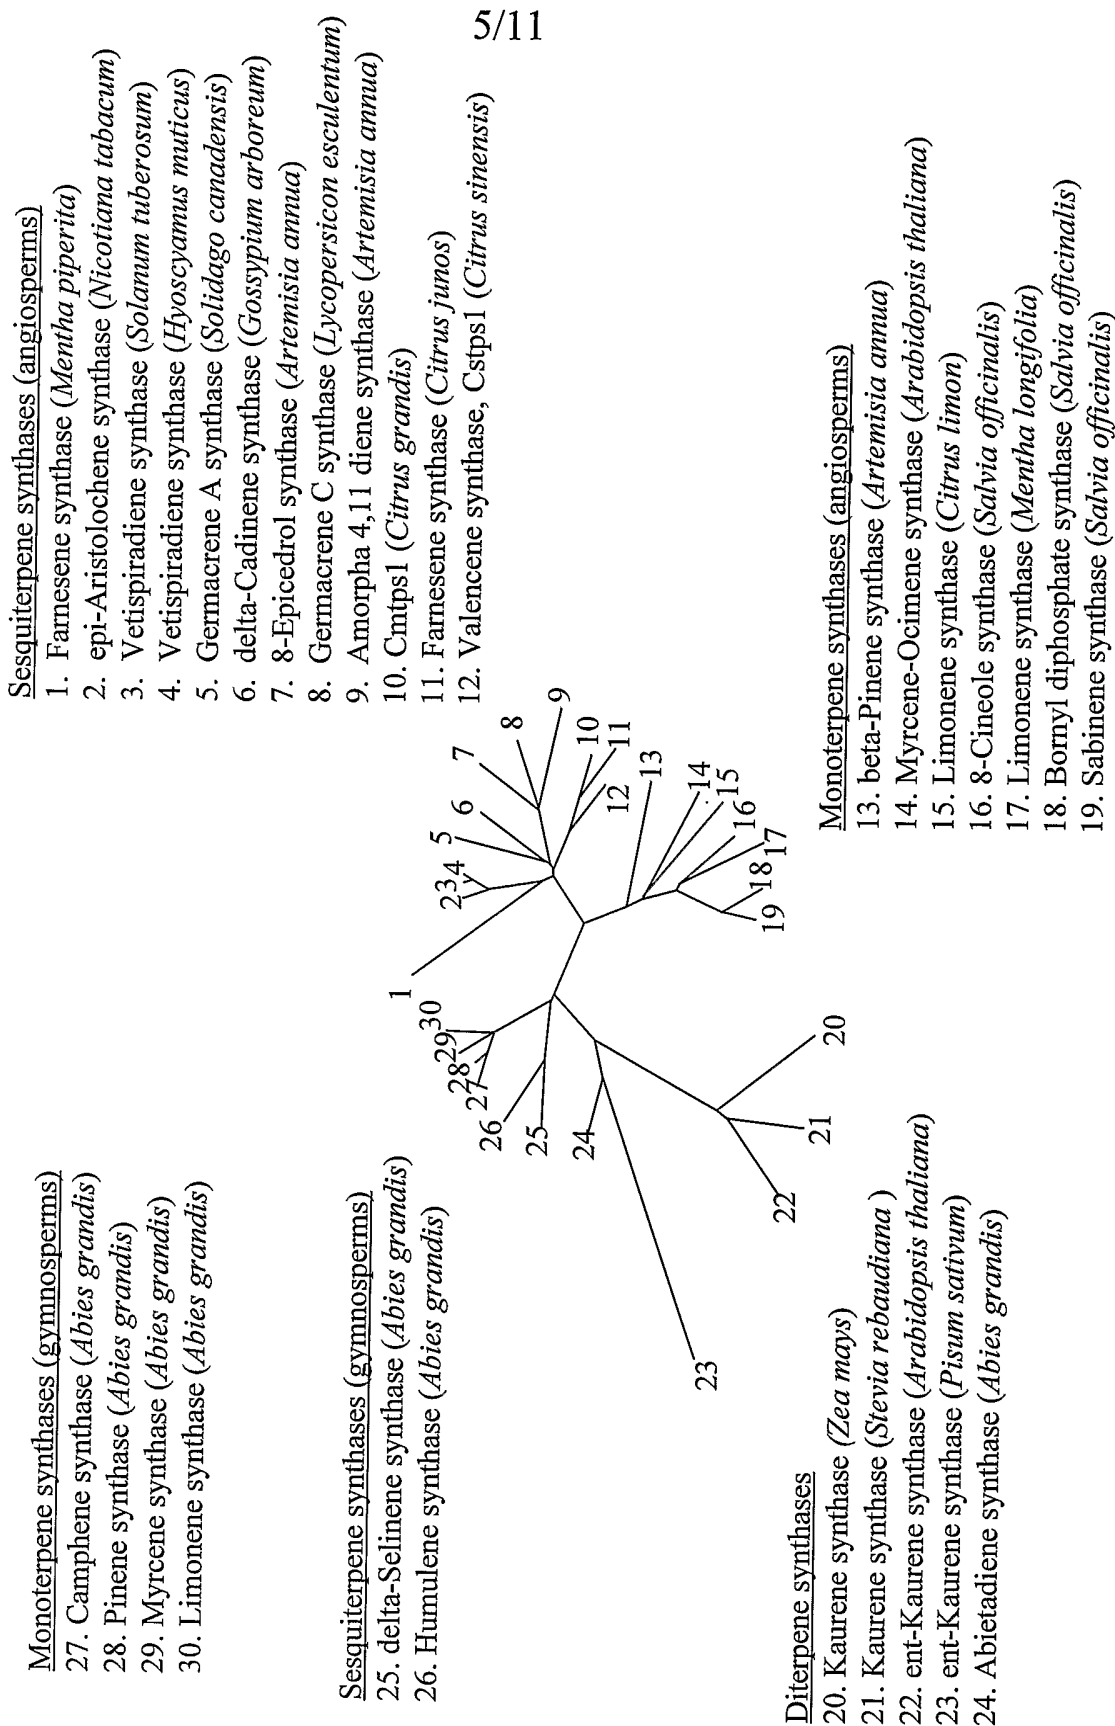 5/11
Monoterpene synthases (gymnosperms)
27. Camphene synthase (Abies grandis)
28. Pinene synthase (Abies grandis)
29. Myrcene synthase (Abies grandis)
30. Limonene synthase (Abies grandis)
Sesquiterpene synthases (gymnosperms)
25. delta-Selinene synthase (Abies grandis)
26. Humulene synthase (Abies grandis)
Diterpene synthases
20. Kaurene synthase (Zea mays)
21. Kaurene synthase (Stevia rebaudiana )
22. ent-Kaurene synthase (Arabidopsis thaliana)
23. ent-Kaurene synthase (Pisum sativum)
24. Abietadiene synthase (Abies grandis)
Sesquiterpene synthases (angiosperms)
1. Farnesene synthase (Mentha piperita)
2. epi-Aristolochene synthase (Nicotiana tabacum)
3. Vetispiradiene synthase (Solanum tuberosum)
4. Vetispiradiene synthase (Hyoscyamus muticus)
5. Germacrene A synthase (Solidago canadensis)
6. delta-Cadinene synthase (Gossypium arboreum)
7. 8-Epicedrol synthase (Artemisia annua)
8. Germacrene C synthase (Lycopersicon esculentum)
9. Amorpha 4,11 diene synthase (Artemisia annua)
10. Cmtps1 (Citrus grandis)
11. Farnesene synthase (Citrus junos)
12. Valencene synthase, Cstps1 (Citrus sinensis)
Monoterpene synthases (angiosperms)
13. beta-Pinene synthase (Artemisia annua)
14. Myrcene-Ocimene synthase (Arabidopsis thaliana)
15. Limonene synthase (Citrus limon)
16. 8-Cineole synthase (Salvia officinalis)
17. Limonene synthase (Mentha longifolia)
18. Bornyl diphosphate synthase (Salvia officinalis)
19. Sabinene synthase (Salvia officinalis)
1
2
3
4
5
6
7
8
9
10
11
12
13
14
15
16
17
18
19
20
21
22
23
24
25
26
27
28
29
30